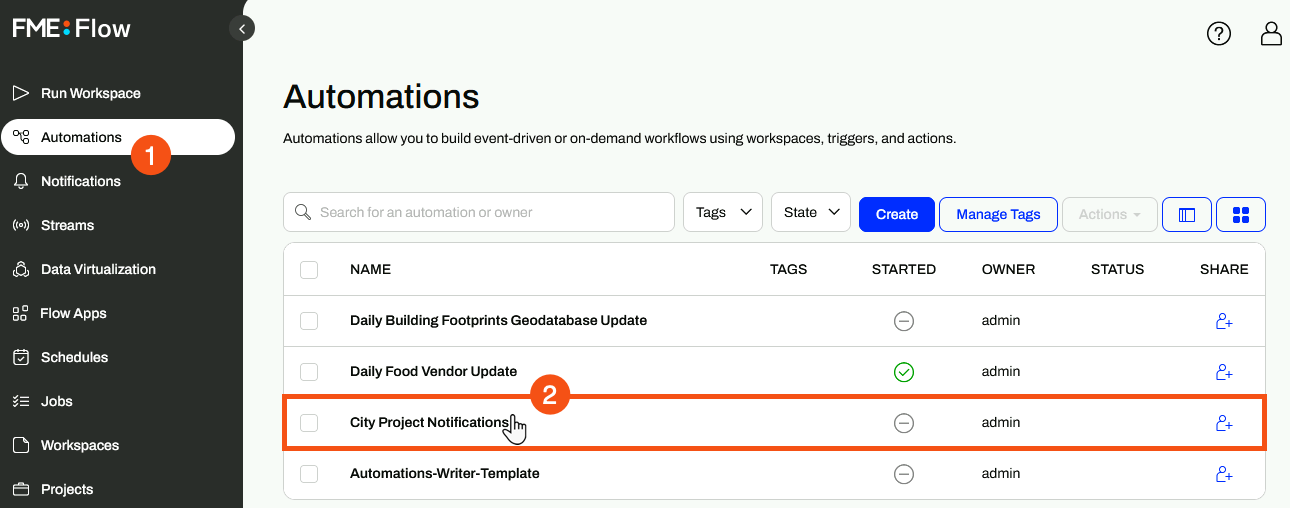 FME:Flow
Run Workspace
Automations
1
Notifications
Streams
Data Virtualization
Flow Apps
Schedules
Jobs
Workspaces
Projects
?
Automations
Automations allow you to build event-driven or on-demand workflows using workspaces, triggers, and actions.
Search for an automation or owner
Tags
State
Create
Manage Tags
Actions
NAME TAGS STARTED OWNER STATUS SHARE
Daily Building Footprints Geodatabase Update admin
Daily Food Vendor Update admin
2
City Project Notifications admin
Automations-Writer-Template admin